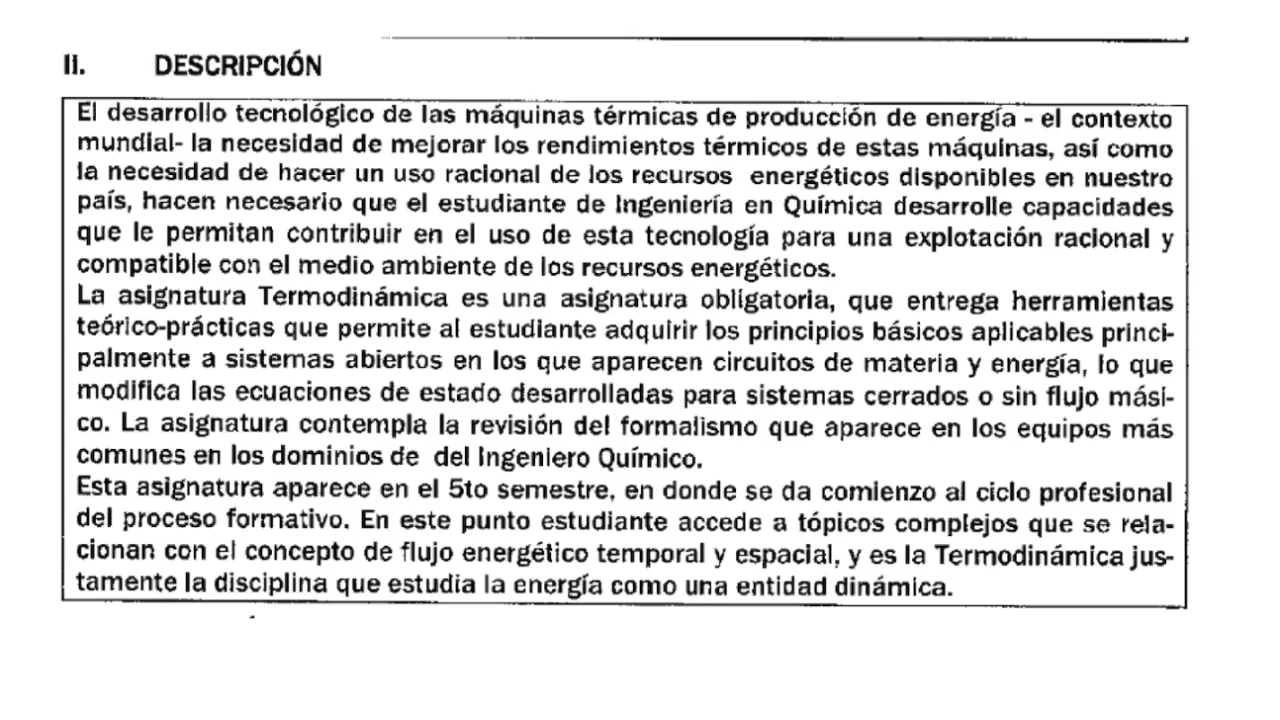 II. DESCRIPCIÓN
El desarrollo tecnológico de las máquinas térmicas de producción de energía - el contexto
mundial- la necesidad de mejorar los rendimientos térmicos de estas máquinas, así como
la necesidad de hacer un uso racional de los recursos energéticos disponibles en nuestro
país, hacen necesario que el estudiante de Ingeniería en Química desarrolle capacidades
que le permitan contribuir en el uso de esta tecnología para una explotación racional y
compatible con el medio ambiente de los recursos energéticos.
La asignatura Termodinámica es una asignatura obligatoria, que entrega herramientas
teórico-prácticas que permite al estudiante adquirir los principios básicos aplicables princi-
palmente a sistemas abiertos en los que aparecen circuitos de materia y energía, lo que
modifica las ecuaciones de estado desarrolladas para sistemas cerrados o sin flujo mási-
co. La asignatura contempla la revisión del formalismo que aparece en los equipos más
comunes en los dominios de del Ingeniero Químico.
Esta asignatura aparece en el 5to semestre, en donde se da comienzo al ciclo profesional
del proceso formativo. En este punto estudiante accede a tópicos complejos que se rela-
cionan con el concepto de flujo energético temporal y espacial, y es la Termodinámica jus-
tamente la disciplina que estudia la energía como una entidad dinámica.